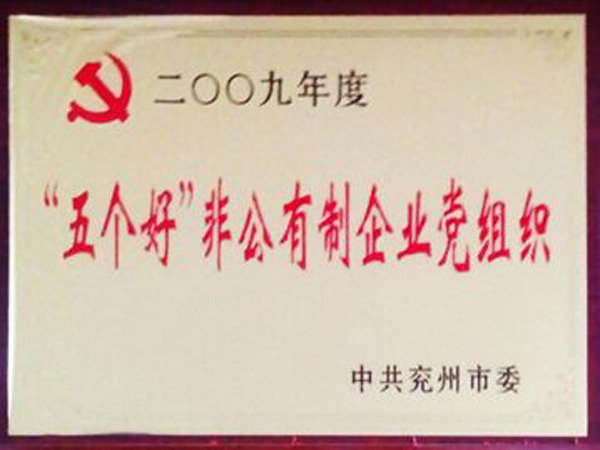 二〇〇九年度
“五个好”非公有制企业党组织
中共兖州市委